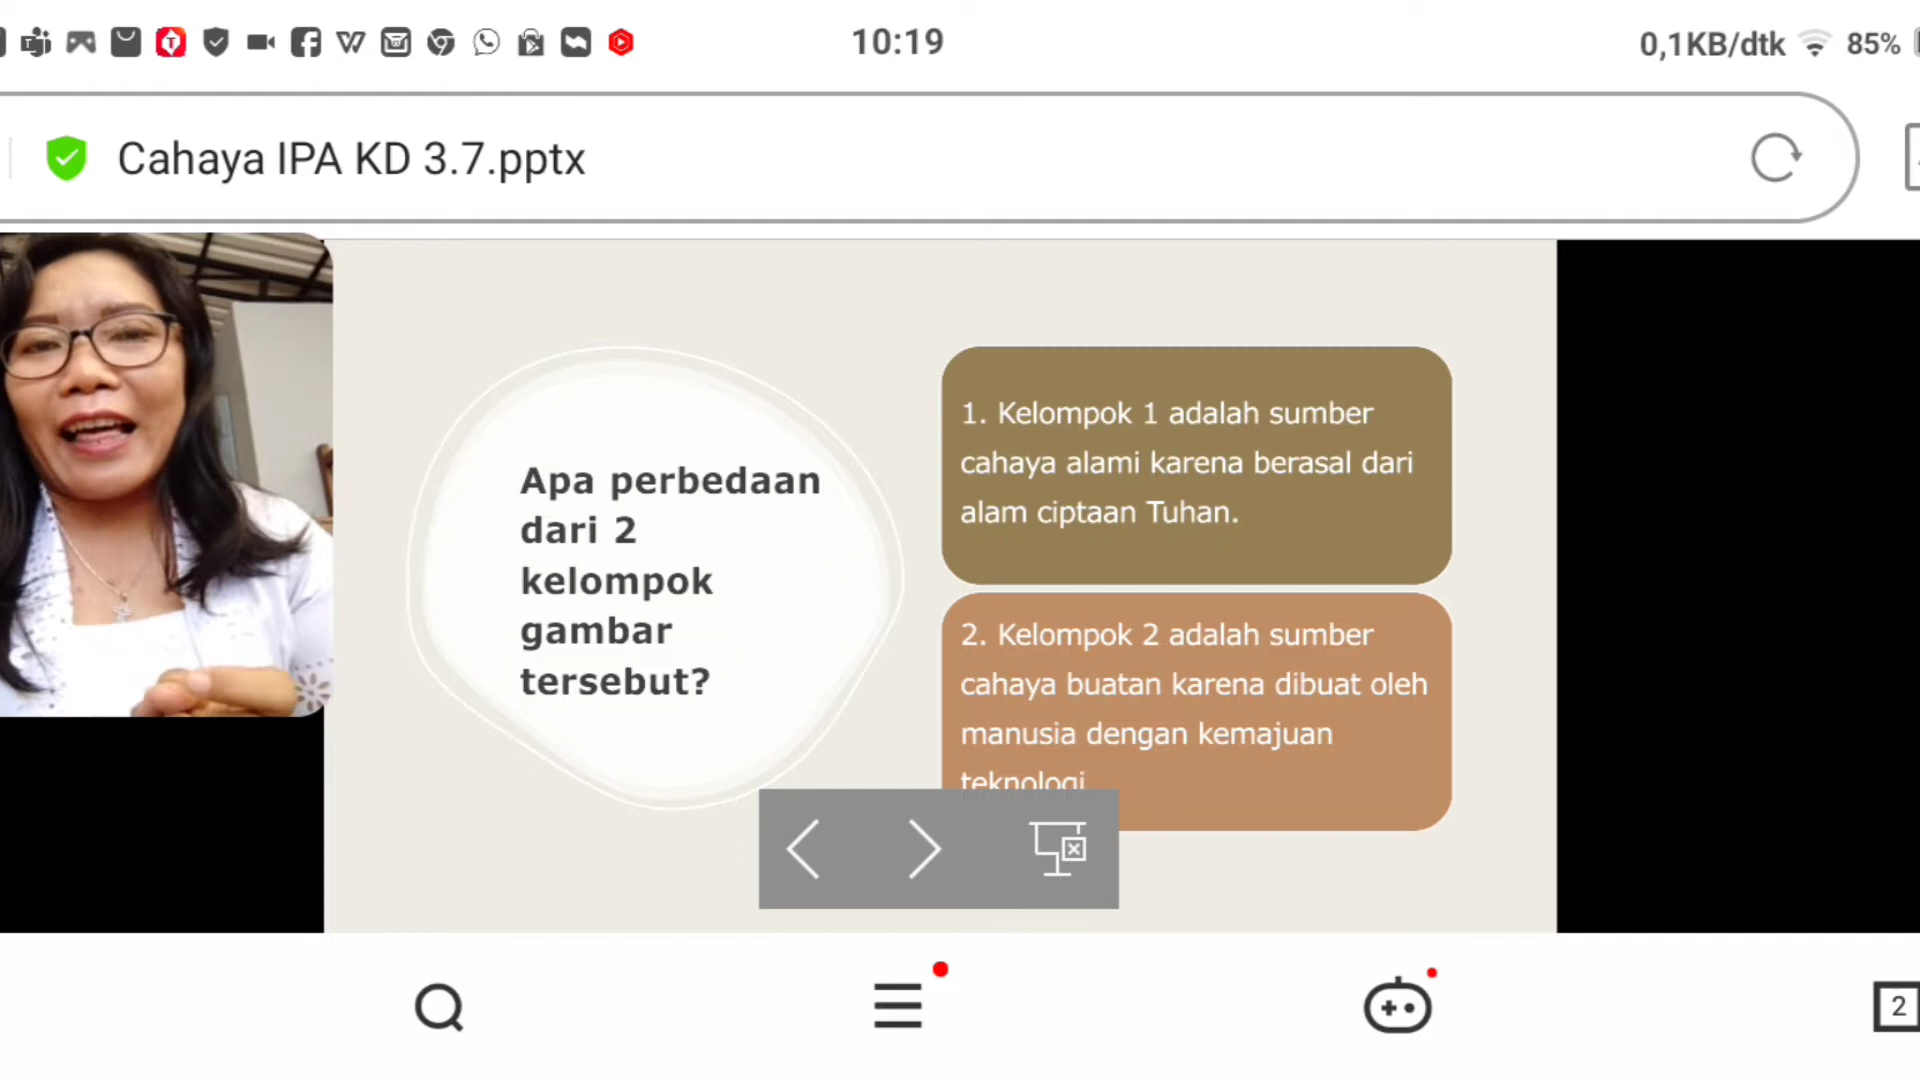 10:19
0,1KB/dtk
85%
Cahaya IPA KD 3.7.pptx
Apa perbedaan
dari 2
kelompok
gambar
tersebut?
1. Kelompok 1 adalah sumber
cahaya alami karena berasal dari
alam ciptaan Tuhan.
2. Kelompok 2 adalah sumber
cahaya buatan karena dibuat oleh
manusia dengan kemajuan
teknologi
2